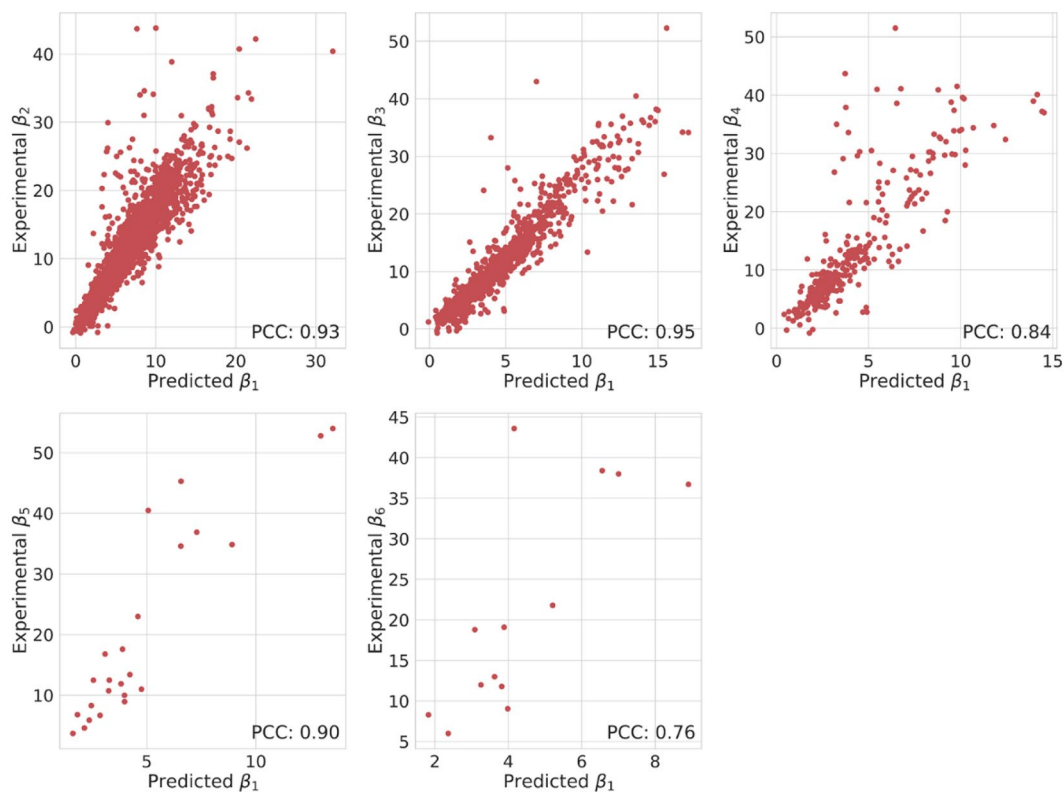 Experimental β₂
40
30
20
10
0
PCC: 0.93
0 10 20 30
Predicted β₁
Experimental β₃
50
40
30
20
10
0
PCC: 0.95
0 5 10 15
Predicted β₁
Experimental β₄
50
40
30
20
10
0
PCC: 0.84
0 5 10 15
Predicted β₁
Experimental β₅
50
40
30
20
10
PCC: 0.90
5 10
Predicted β₁
Experimental β₆
45
40
35
30
25
20
15
10
5
PCC: 0.76
2 4 6 8
Predicted β₁